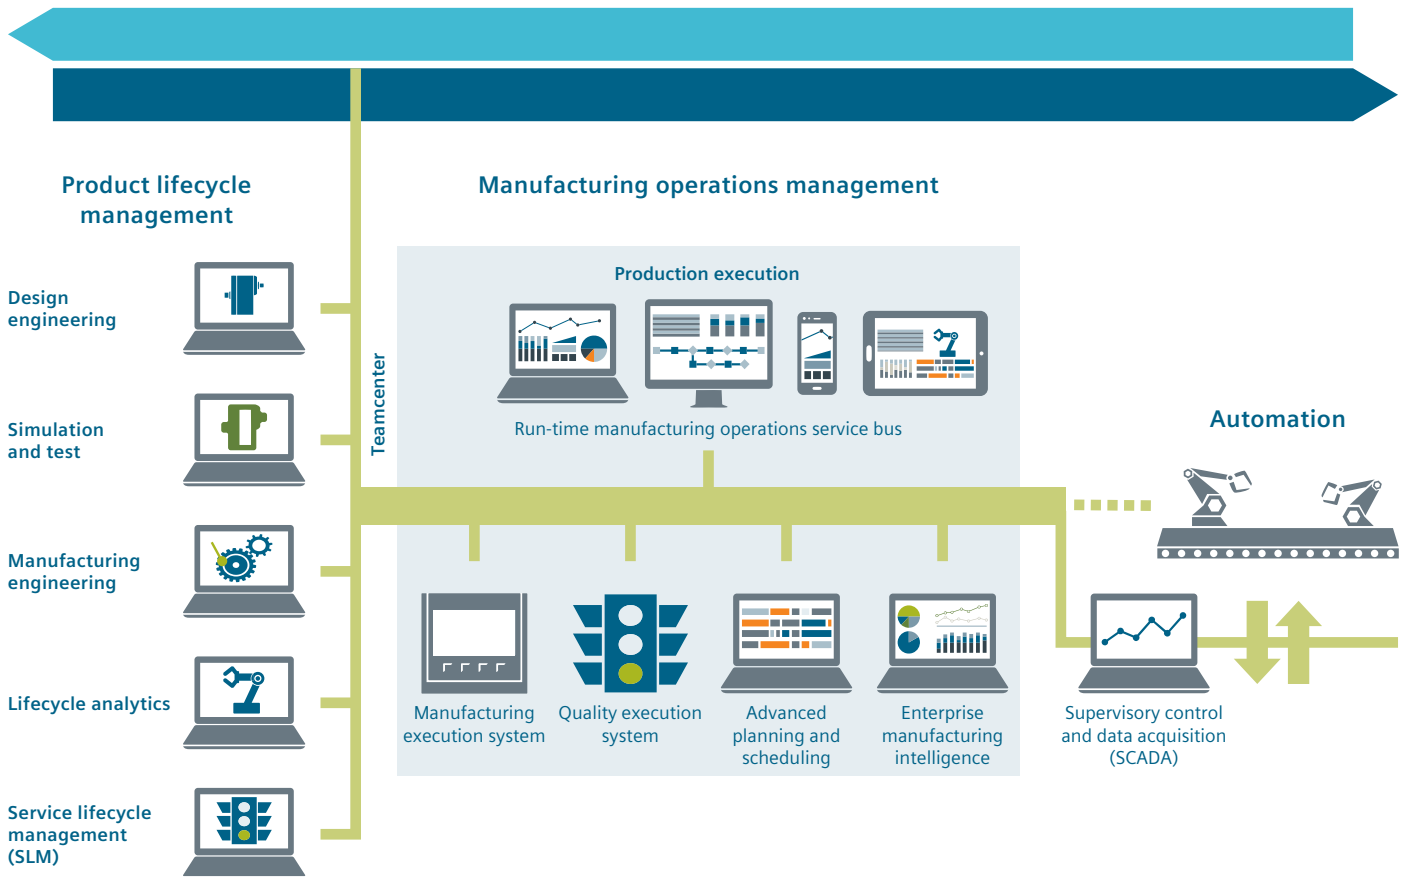 Product lifecycle
management
Manufacturing operations management
Design
engineering
Simulation
and test
Manufacturing
engineering
Lifecycle analytics
Service lifecycle
management
(SLM)
Teamcenter
Production execution
Run-time manufacturing operations service bus
Manufacturing
execution system
Quality execution
system
Advanced
planning and
scheduling
Enterprise
manufacturing
intelligence
Automation
Supervisory control
and data acquisition
(SCADA)